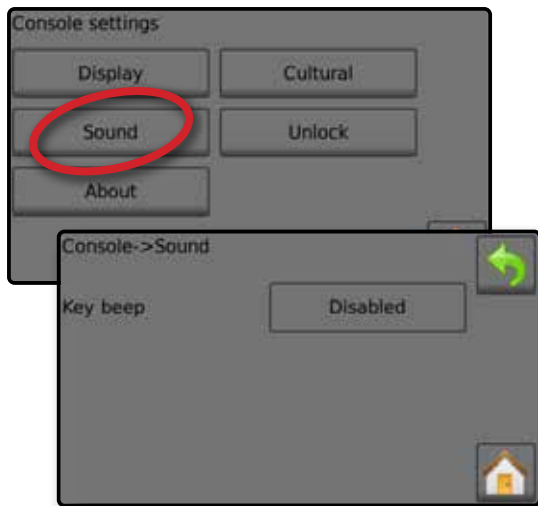 Console settings
Display
Cultural
Sound
Unlock
About
Console->Sound
Key beep
Disabled